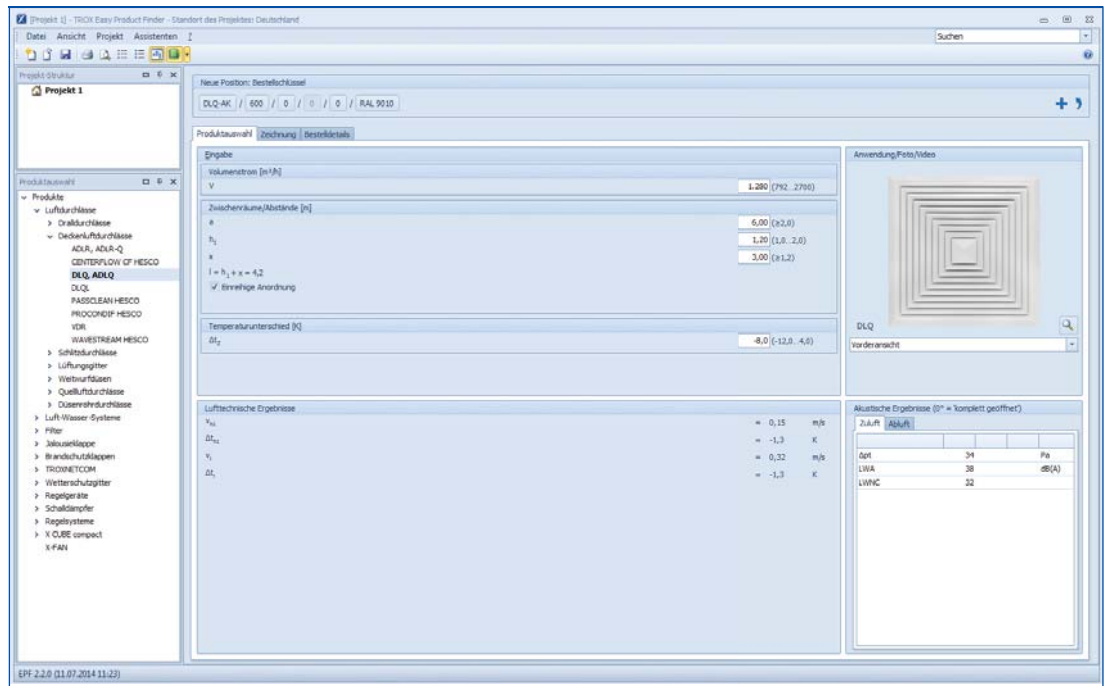 [Projekt 1] - TROX Easy Product Finder - Standort des Projektes: Deutschland
Datei Ansicht Projekt Assistenten ?
Suchen
Projekt-Struktur
Projekt 1
Neue Position: Bestellschlüssel
DLQ-AK / 600 / 0 / 0 / 0 / RAL 9010
Produktauswahl Zeichnung Bestelldetails
Produktauswahl
Produkte
Luftdurchlässe
Dralldurchlässe
Deckenluftdurchlässe
ADLR, ADLR-Q
CENTERFLOW CF HESCO
DLQ, ADLQ
DLQL
PASSCLEAN HESCO
PROCONDIF HESCO
VDR
WAVESTREAM HESCO
Schlitzdurchlässe
Lüftungsgitter
Weitwurfdüsen
Quellluftdurchlässe
Düsenrohrdurchlässe
Luft-Wasser-Systeme
Filter
Jalousieklappe
Brandschutzklappen
TROXNETCOM
Wetterschutzgitter
Regelgeräte
Schalldämpfer
Regelsysteme
X CUBE compact
X-FAN
Eingabe
Volumenstrom [m³/h]
V 1.280 (792...2700)
Zwischenräume/Abstände [m]
a 6,00 (≥2,0)
h₁ 1,20 (1,0...2,0)
x 3,00 (≥1,2)
l = h₁ + x = 4,2
Einreihige Anordnung
Temperaturunterschied [K]
Δt_z -8,0 (-12,0...4,0)
Anwendung/Foto/Video
DLQ
Vorderansicht
Lufttechnische Ergebnisse
v_h1 = 0,15 m/s
Δt_h1 = -1,3 K
v_l = 0,32 m/s
Δt_l = -1,3 K
Akustische Ergebnisse (0° = 'komplett geöffnet')
Zuluft Abluft
Δpt 34 Pa
LWA 38 dB(A)
LWNC 32
EPF 2.2.0 (11.07.2014 11:23)